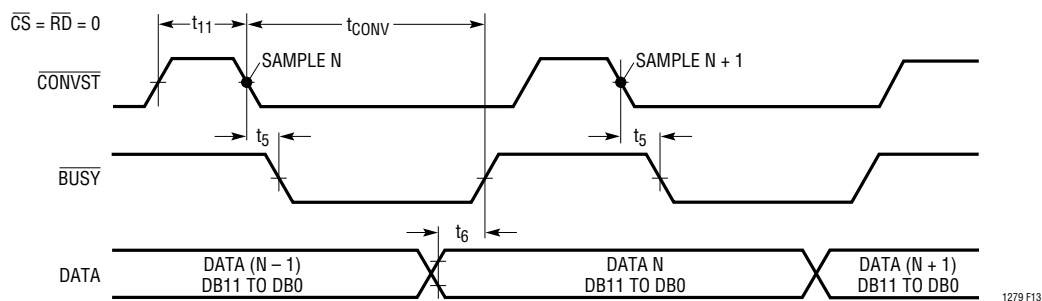 CS = RD = 0
t11
tCONV
SAMPLE N
SAMPLE N + 1
CONVST
t5
t5
BUSY
t6
DATA
DATA (N – 1)
DB11 TO DB0
DATA N
DB11 TO DB0
DATA (N + 1)
DB11 TO DB0
1279 F13